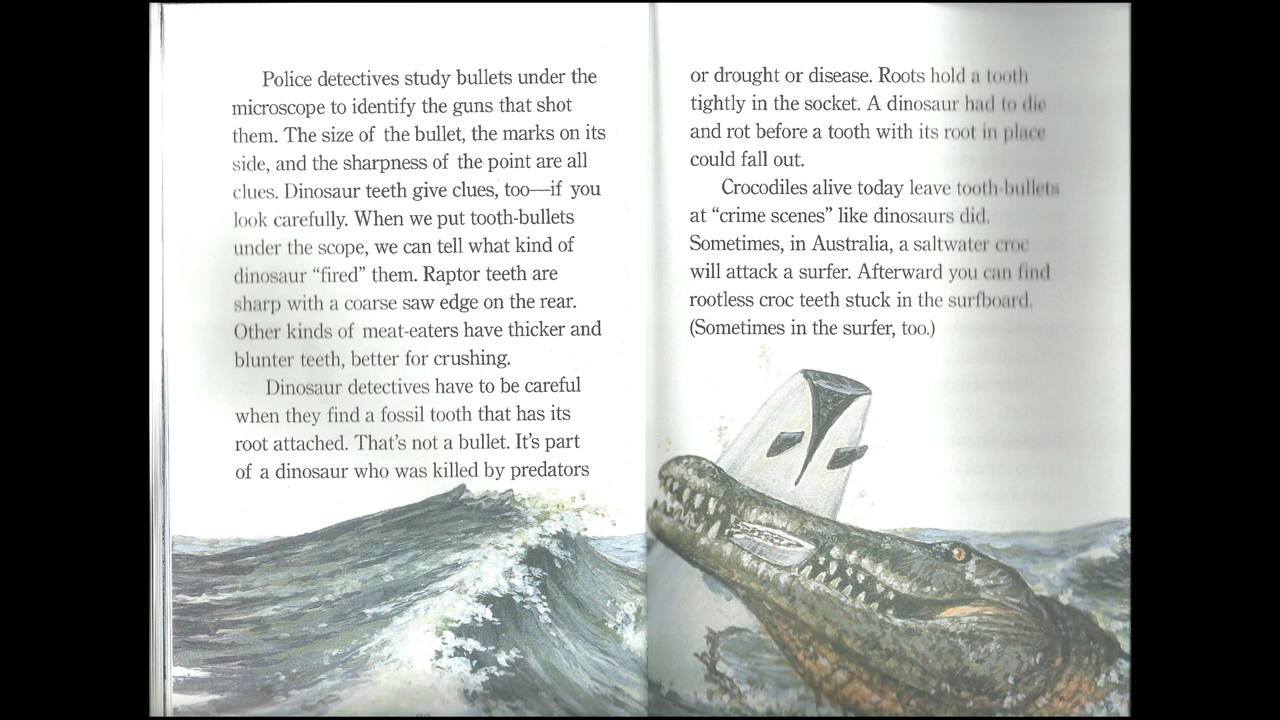 Police detectives study bullets under the
microscope to identify the guns that shot
them. The size of the bullet, the marks on its
side, and the sharpness of the point are all
clues. Dinosaur teeth give clues, too—if you
look carefully. When we put tooth-bullets
under the scope, we can tell what kind of
dinosaur “fired” them. Raptor teeth are
sharp with a coarse saw edge on the rear.
Other kinds of meat-eaters have thicker and
blunter teeth, better for crushing.
Dinosaur detectives have to be careful
when they find a fossil tooth that has its
root attached. That’s not a bullet. It’s part
of a dinosaur who was killed by predators
or drought or disease. Roots hold a tooth
tightly in the socket. A dinosaur had to die
and rot before a tooth with its root in place
could fall out.
Crocodiles alive today leave tooth-bullets
at “crime scenes” like dinosaurs did.
Sometimes, in Australia, a saltwater croc
will attack a surfer. Afterward you can find
rootless croc teeth stuck in the surfboard.
(Sometimes in the surfer, too.)